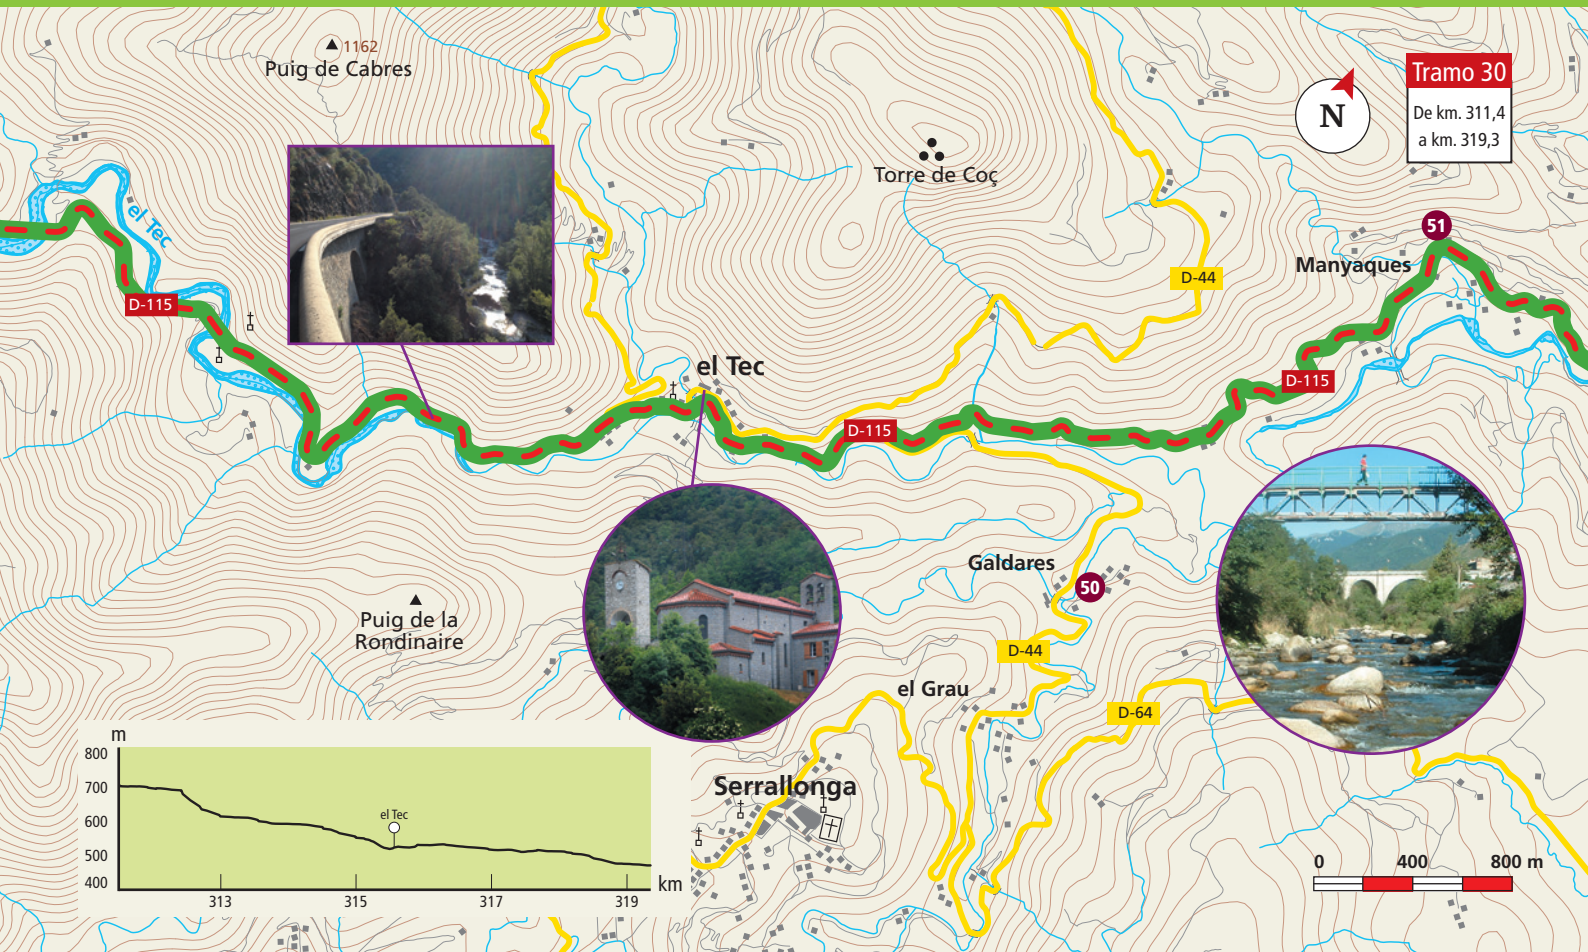 1162
Puig de Cabres
Tramo 30
De km. 311,4
a km. 319,3
N
Torre de Coç
el Tec
51
Manyaques
D-44
D-115
el Tec
D-115
D-115
Galdares
50
Puig de la
Rondinaire
D-44
el Grau
D-64
Serrallonga
m
800
700
600
500
400
el Tec
km
313
315
317
319
0
400
800 m